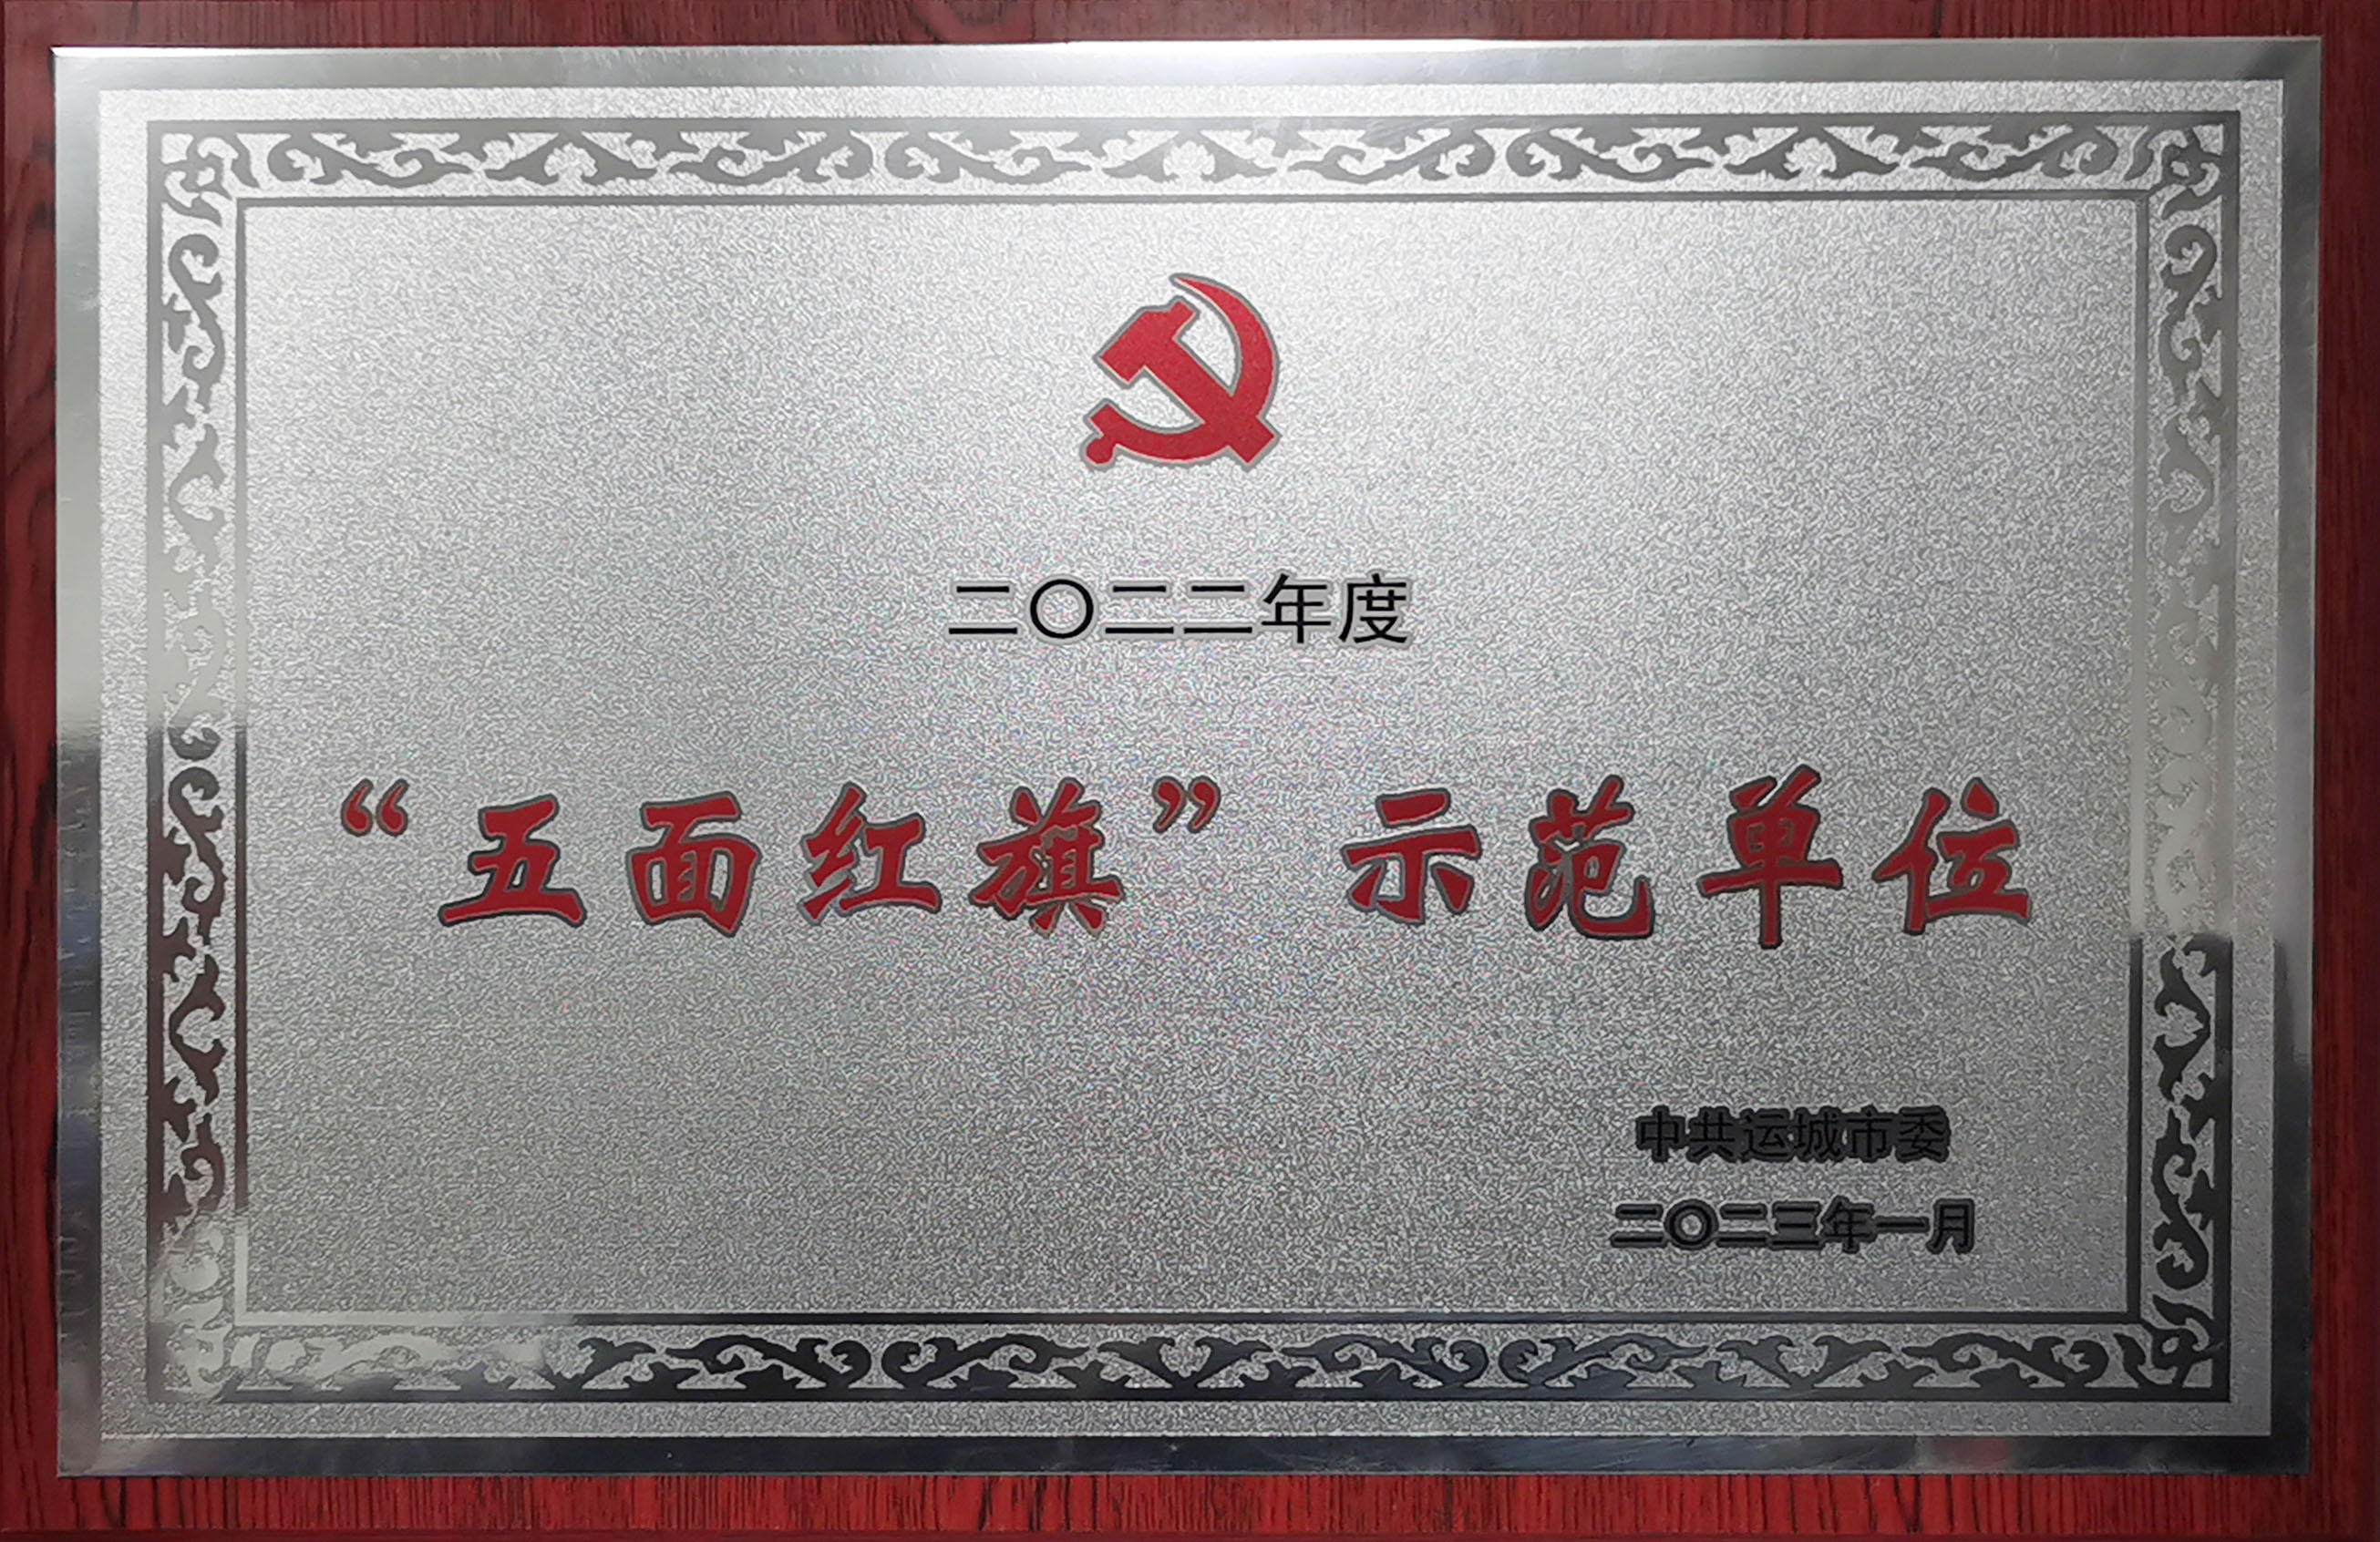 二〇二二年度
“五面红旗”示范单位
中共运城市委
二〇二三年一月